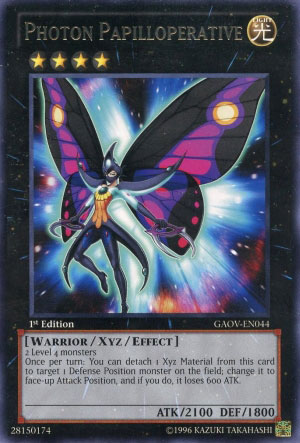 PHOTON PAPILLOPERATIVE
LIGHT
光
1st Edition
GAOV-EN044
[WARRIOR/XYZ/EFFECT]
2 Level 4 monsters
Once per turn: You can detach 1 Xyz Material from this card
to target 1 Defense Position monster on the field; change it to
face-up Attack Position, and if you do, it loses 600 ATK.
ATK/2100 DEF/1800
28150174
©1996 KAZUKI TAKAHASHI